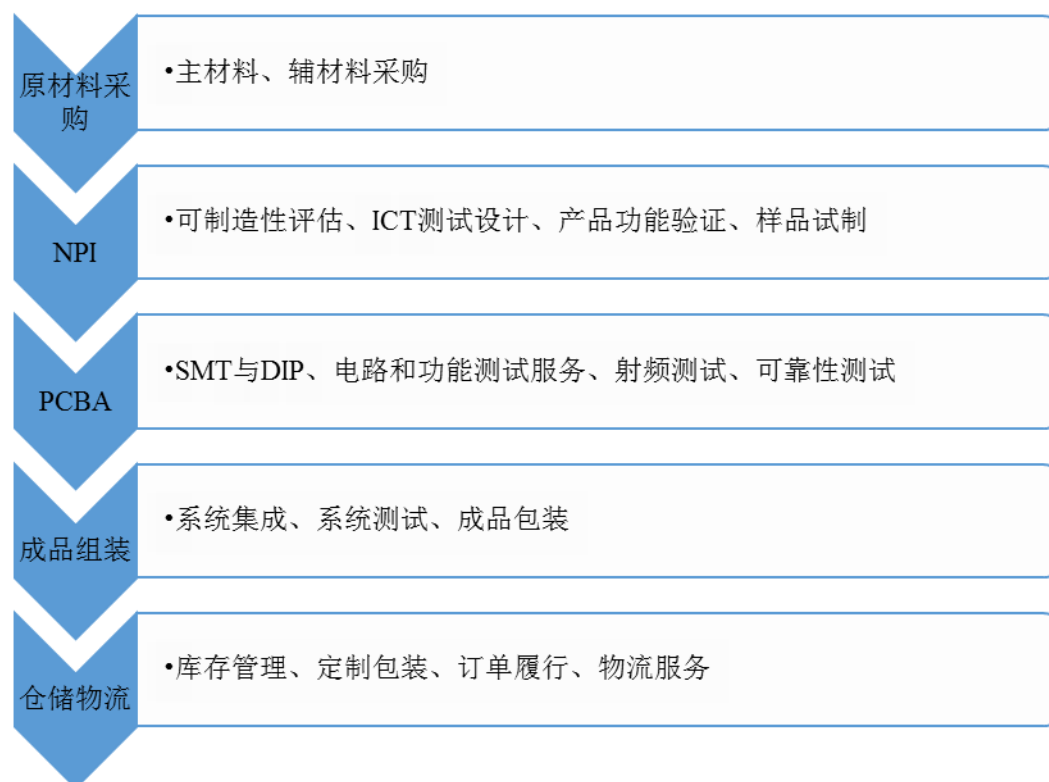 原材料采
购
•主材料、辅材料采购
NPI
•可制造性评估、ICT测试设计、产品功能验证、样品试制
PCBA
•SMT与DIP、电路和功能测试服务、射频测试、可靠性测试
成品组装
•系统集成、系统测试、成品包装
仓储物流
•库存管理、定制包装、订单履行、物流服务